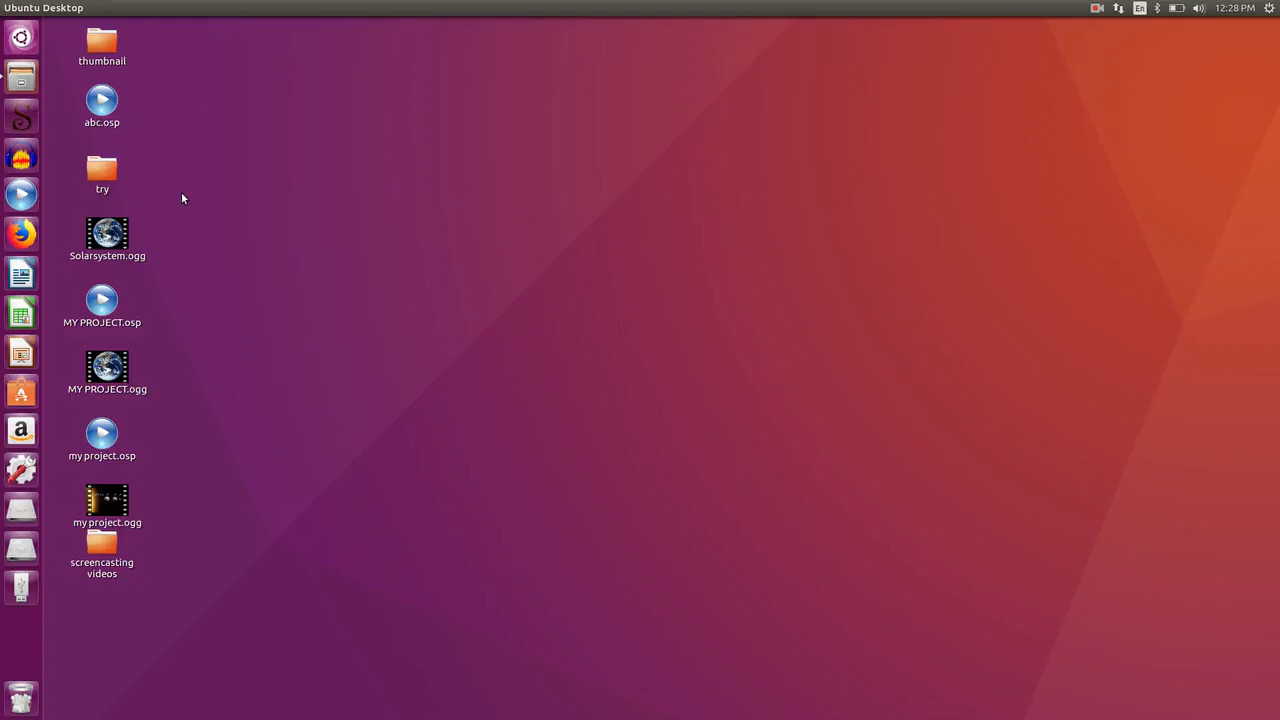 Ubuntu Desktop
En
12:28 PM
thumbnail
abc.osp
try
Solarsystem.ogg
MY PROJECT.osp
MY PROJECT.ogg
my project.osp
my project.ogg
screencasting
videos